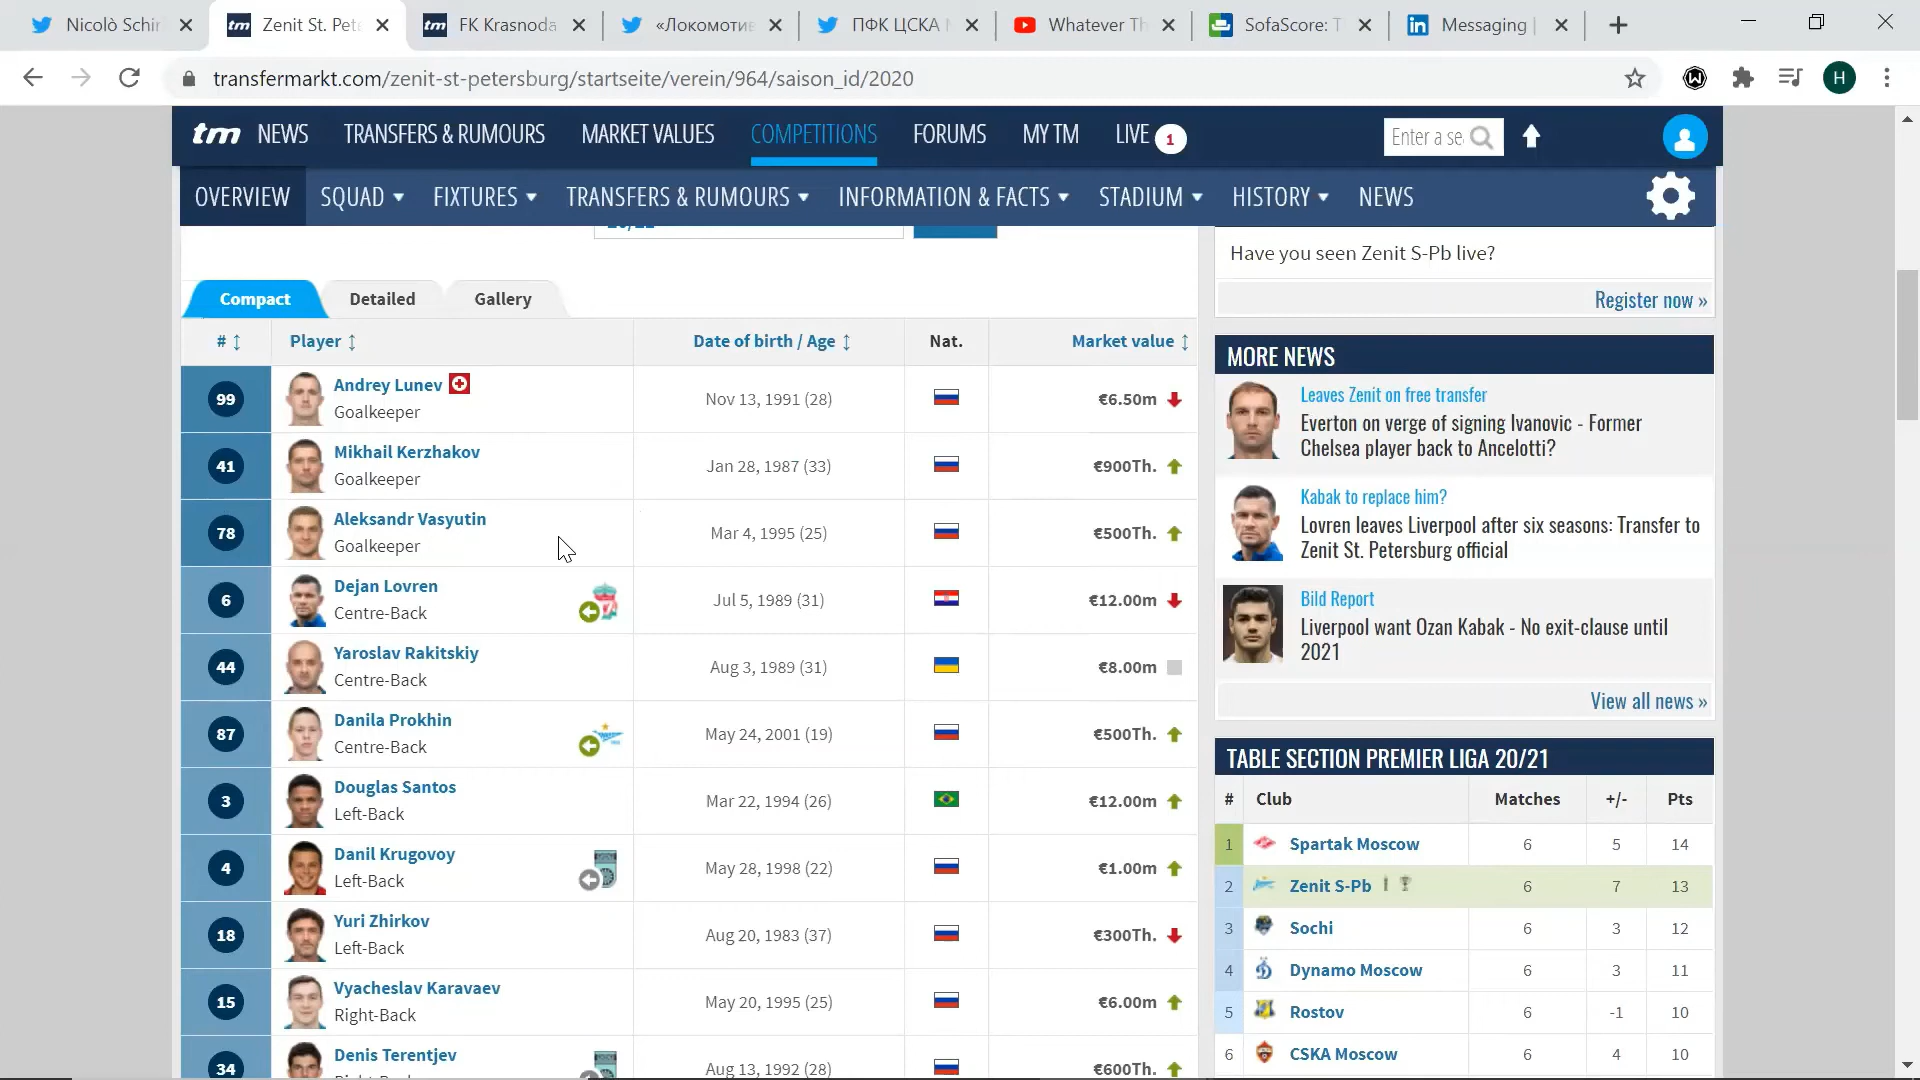 Nicolò Schir
Zenit St. Pete
FK Krasnoda
«Локомотив
ПФК ЦСКА
Whatever Th
SofaScore: T
Messaging |
transfermarkt.com/zenit-st-petersburg/startseite/verein/964/saison_id/2020
H
tm NEWS TRANSFERS & RUMOURS MARKET VALUES COMPETITIONS FORUMS MY TM LIVE 1 Enter a se
OVERVIEW SQUAD FIXTURES TRANSFERS & RUMOURS INFORMATION & FACTS STADIUM HISTORY NEWS
Compact Detailed Gallery
# Player Date of birth / Age Nat. Market value
99 Andrey Lunev Nov 13, 1991 (28) €6.50m
Goalkeeper
41 Mikhail Kerzhakov Jan 28, 1987 (33) €900Th.
Goalkeeper
78 Aleksandr Vasyutin Mar 4, 1995 (25) €500Th.
Goalkeeper
6 Dejan Lovren Jul 5, 1989 (31) €12.00m
Centre-Back
44 Yaroslav Rakitskiy Aug 3, 1989 (31) €8.00m
Centre-Back
87 Danila Prokhin May 24, 2001 (19) €500Th.
Centre-Back
3 Douglas Santos Mar 22, 1994 (26) €12.00m
Left-Back
4 Danil Krugovoy May 28, 1998 (22) €1.00m
Left-Back
18 Yuri Zhirkov Aug 20, 1983 (37) €300Th.
Left-Back
15 Vyacheslav Karavaev May 20, 1995 (25) €6.00m
Right-Back
34 Denis Terentjev Aug 13, 1992 (28) €600Th.
Have you seen Zenit S-Pb live?
Register now »
MORE NEWS
Leaves Zenit on free transfer
Everton on verge of signing Ivanovic - Former
Chelsea player back to Ancelotti?
Kabak to replace him?
Lovren leaves Liverpool after six seasons: Transfer to
Zenit St. Petersburg official
Bild Report
Liverpool want Ozan Kabak - No exit-clause until
2021
View all news »
TABLE SECTION PREMIER LIGA 20/21
# Club Matches +/- Pts
1 Spartak Moscow 6 5 14
2 Zenit S-Pb 6 7 13
3 Sochi 6 3 12
4 Dynamo Moscow 6 3 11
5 Rostov 6 -1 10
6 CSKA Moscow 6 4 10